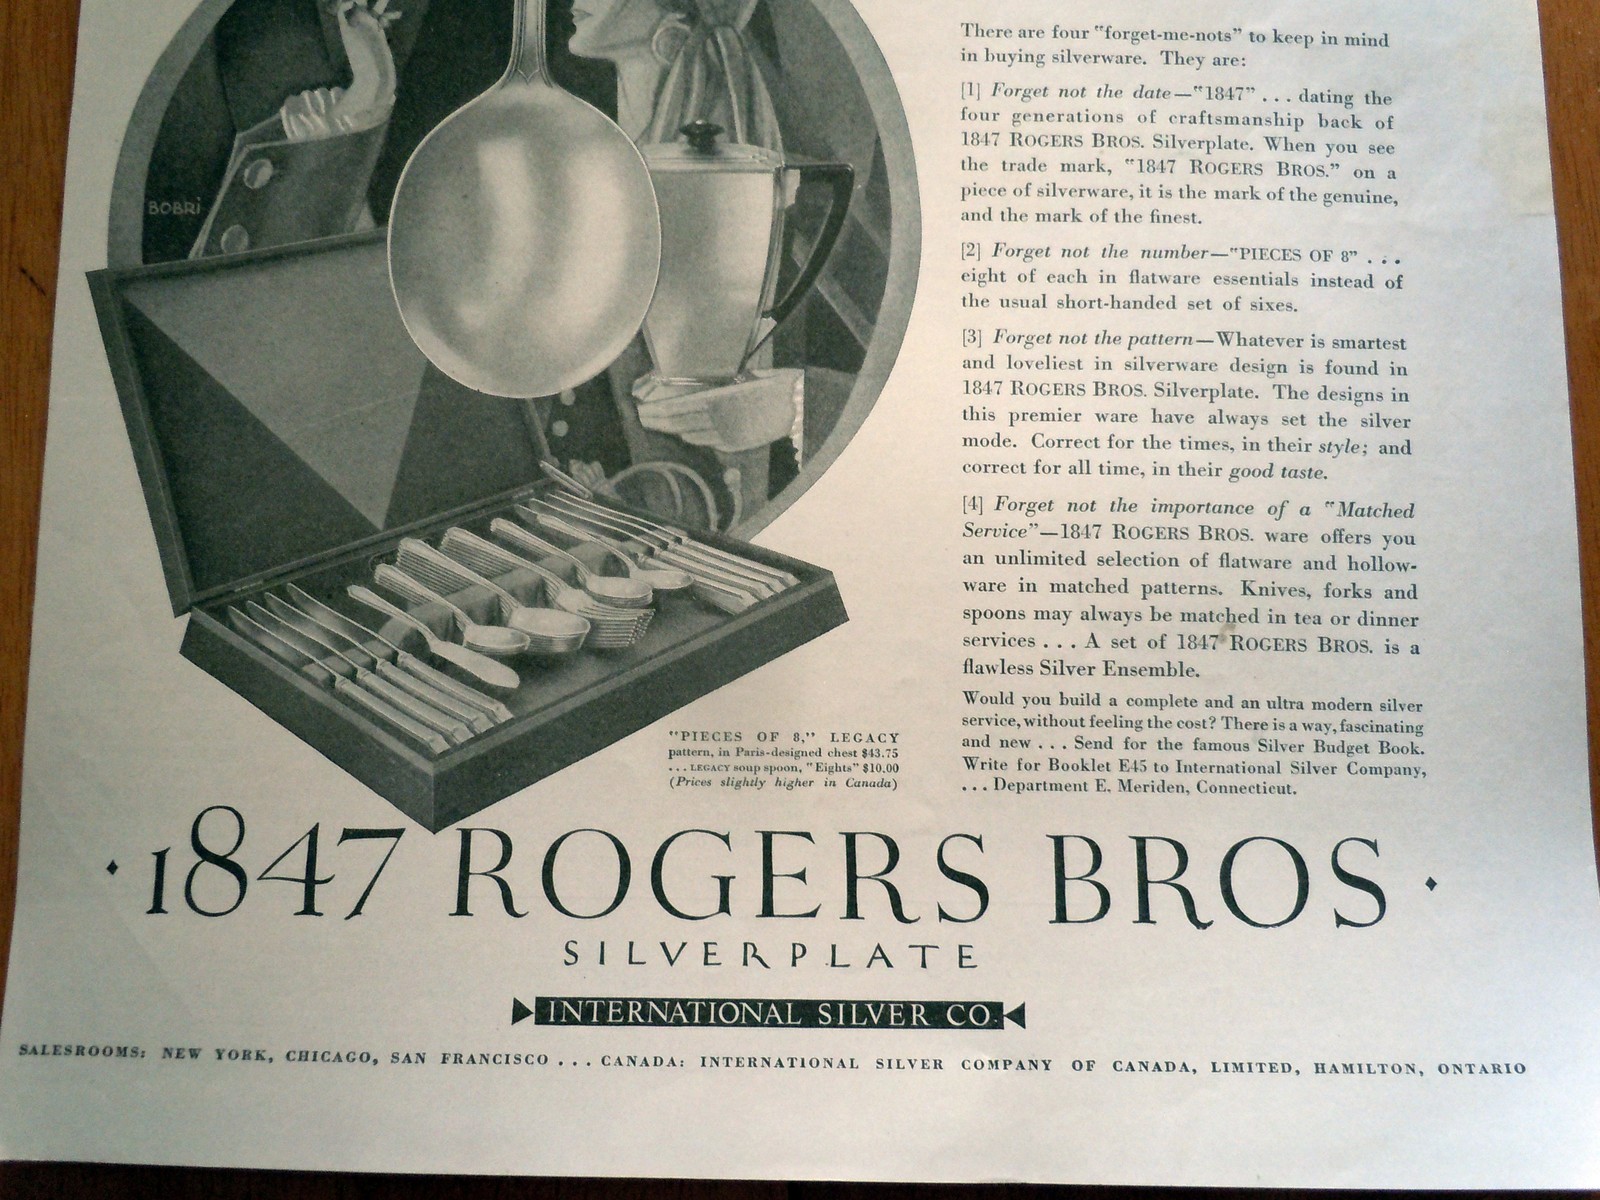 There are four "forget-me-nots" to keep in mind
in buying silverware. They are:
[1] Forget not the date—"1847" ... dating the
four generations of craftsmanship back of
1847 ROGERS BROS. Silverplate. When you see
the trade mark, "1847 ROGERS BROS." on a
piece of silverware, it is the mark of the genuine,
and the mark of the finest.
[2] Forget not the number—"PIECES OF 8" ...
eight of each in flatware essentials instead of
the usual short-handed set of sixes.
[3] Forget not the pattern—Whatever is smartest
and loveliest in silverware design is found in
1847 ROGERS BROS. Silverplate. The designs in
this premier ware have always set the silver
mode. Correct for the times, in their style; and
correct for all time, in their good taste.
[4] Forget not the importance of a "Matched
Service"—1847 ROGERS BROS. ware offers you
an unlimited selection of flatware and hollow-
ware in matched patterns. Knives, forks and
spoons may always be matched in tea or dinner
services ... A set of 1847 ROGERS BROS. is a
flawless Silver Ensemble.
Would you build a complete and an ultra modern silver
service, without feeling the cost? There is a way, fascinating
and new ... Send for the famous Silver Budget Book.
Write for Booklet E45 to International Silver Company,
... Department E, Meriden, Connecticut.
BOBRI
"PIECES OF 8," LEGACY
pattern, in Paris-designed chest $43.75
... LEGACY soup spoon, "Eights" $10.00
(Prices slightly higher in Canada)
· 1847 ROGERS BROS ·
SILVERPLATE
INTERNATIONAL SILVER CO.
SALESROOMS: NEW YORK, CHICAGO, SAN FRANCISCO ... CANADA: INTERNATIONAL SILVER COMPANY OF CANADA, LIMITED, HAMILTON, ONTARIO